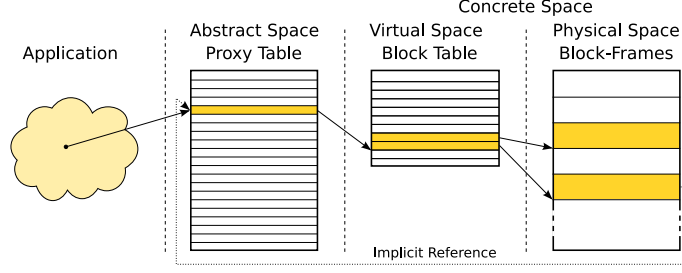 Concrete Space
Application
Abstract Space
Proxy Table
Virtual Space
Block Table
Physical Space
Block-Frames
Implicit Reference